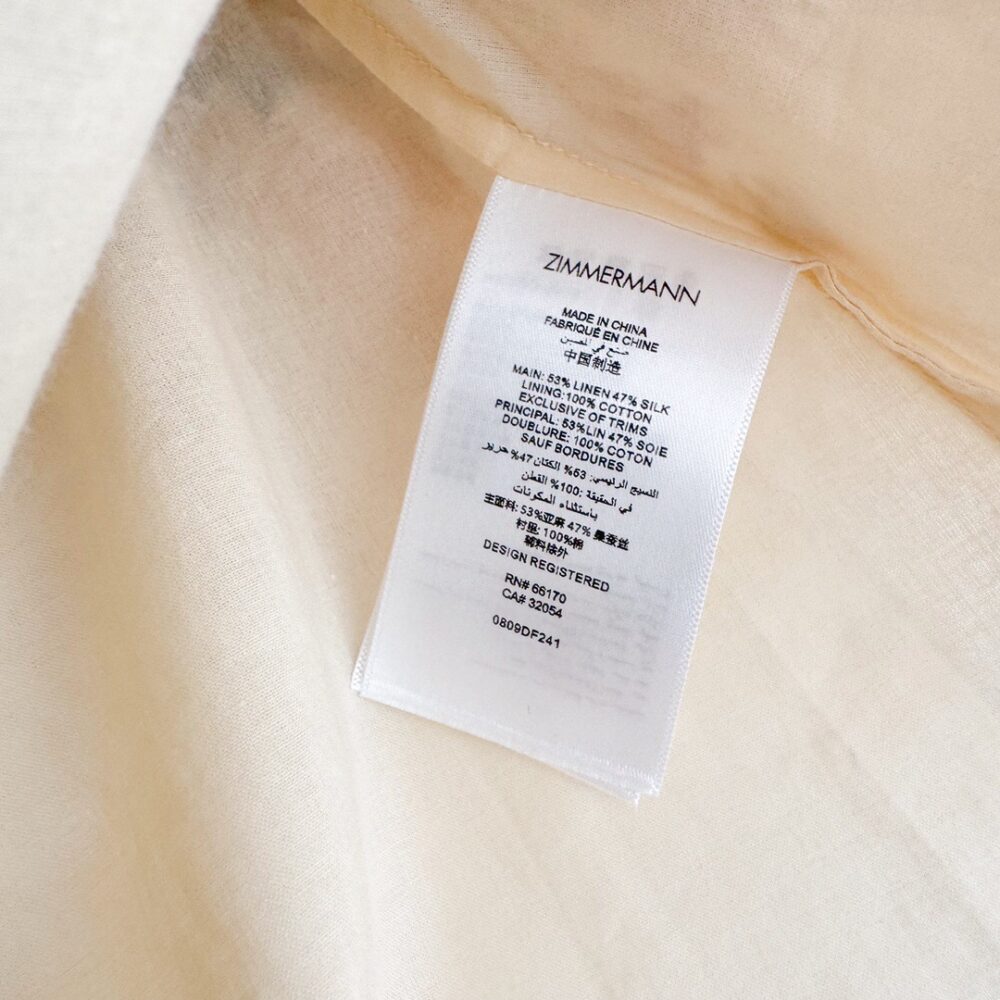 ZIMMERMANN
MADE IN CHINA
FABRIQUÉ EN CHINE
صنع في الصين
中国制造
MAIN: 53% LINEN 47% SILK
LINING:100% COTTON
EXCLUSIVE OF TRIMS
PRINCIPAL: 53%LIN 47% SOIE
DOUBLURE: 100% COTON
SAUF BORDURES
النسيج الرئيسي: 53% الكتان 47% حرير
في الحقيقة: 100% القطن
باستثناء المكونات
主面料: 53%亚麻 47% 桑蚕丝
衬里: 100%棉
辅料除外
DESIGN REGISTERED
RN# 66170
CA# 32054
0809DF241